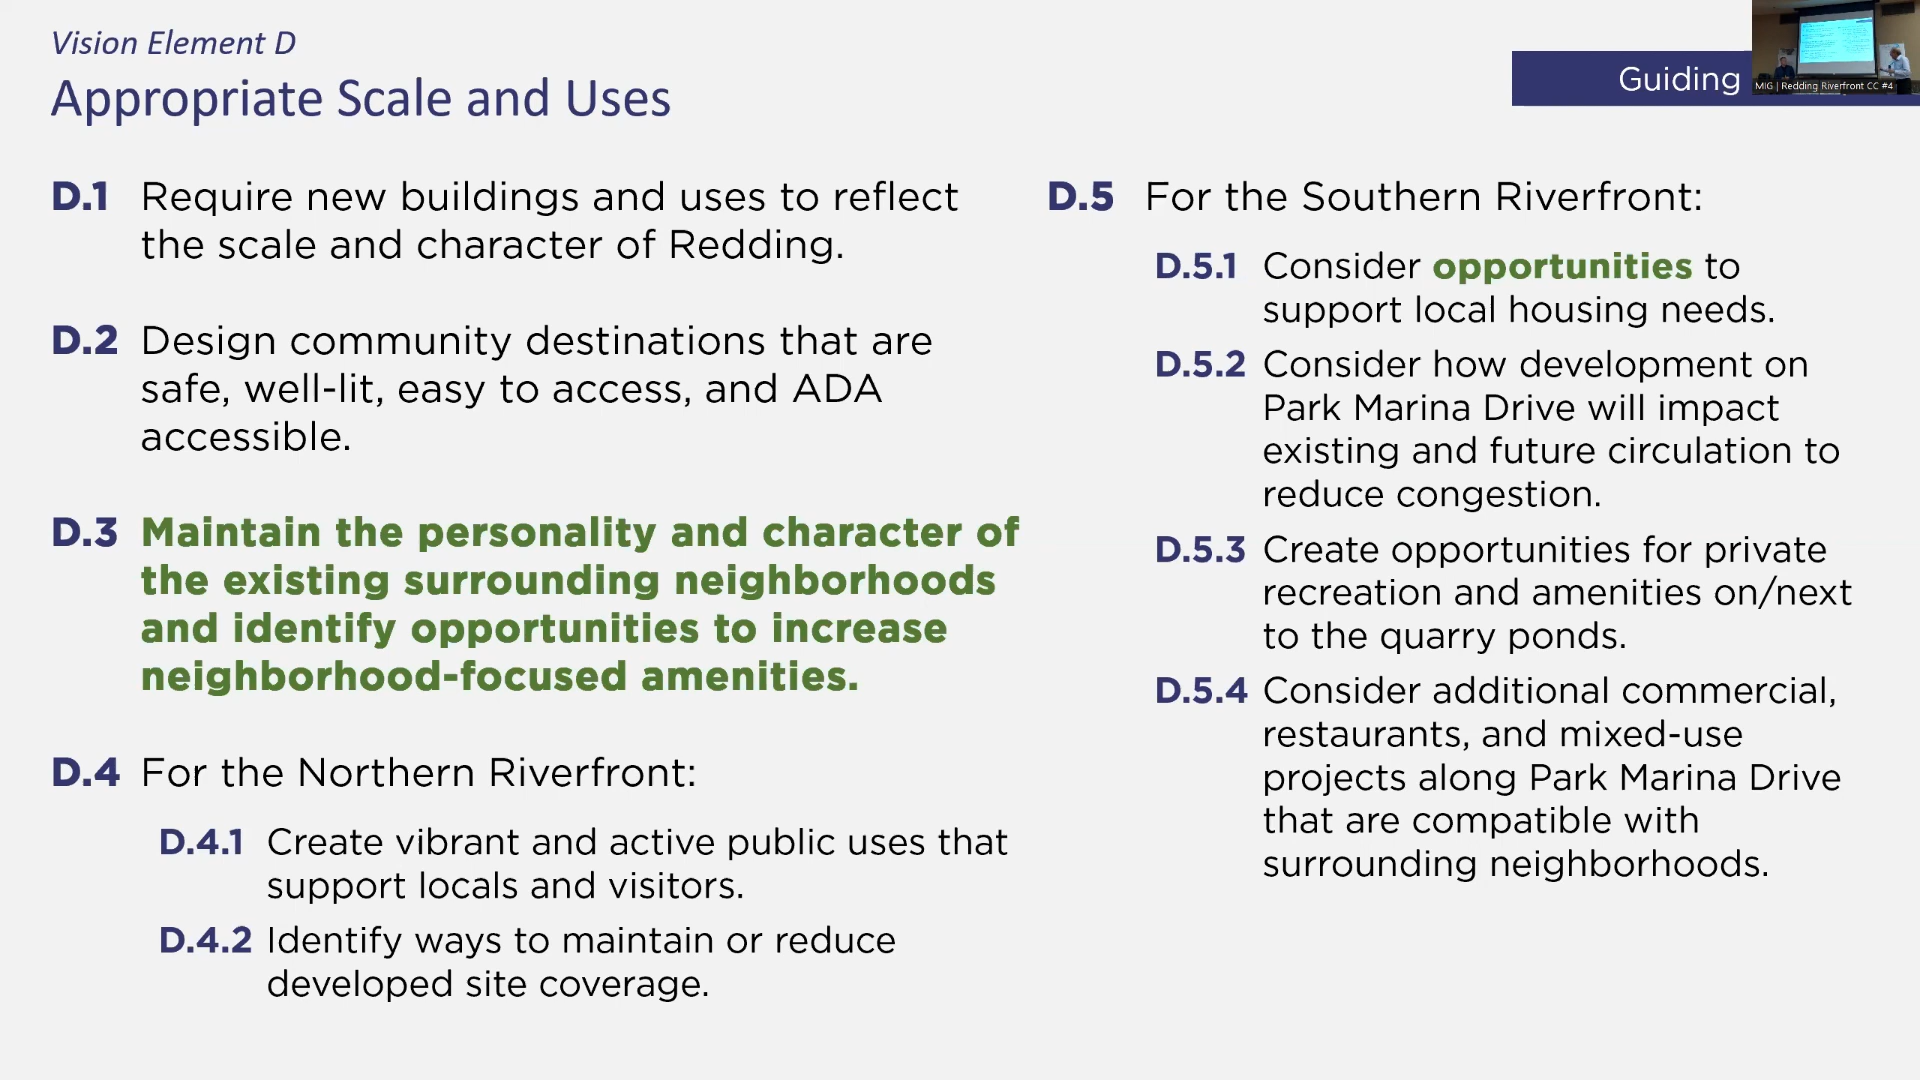 Vision Element D
Appropriate Scale and Uses
Guiding
MIG | Redding Riverfront CC #4
D.1 Require new buildings and uses to reflect
the scale and character of Redding.
D.2 Design community destinations that are
safe, well-lit, easy to access, and ADA
accessible.
D.3 Maintain the personality and character of
the existing surrounding neighborhoods
and identify opportunities to increase
neighborhood-focused amenities.
D.4 For the Northern Riverfront:
D.4.1 Create vibrant and active public uses that
support locals and visitors.
D.4.2 Identify ways to maintain or reduce
developed site coverage.
D.5 For the Southern Riverfront:
D.5.1 Consider opportunities to
support local housing needs.
D.5.2 Consider how development on
Park Marina Drive will impact
existing and future circulation to
reduce congestion.
D.5.3 Create opportunities for private
recreation and amenities on/next
to the quarry ponds.
D.5.4 Consider additional commercial,
restaurants, and mixed-use
projects along Park Marina Drive
that are compatible with
surrounding neighborhoods.